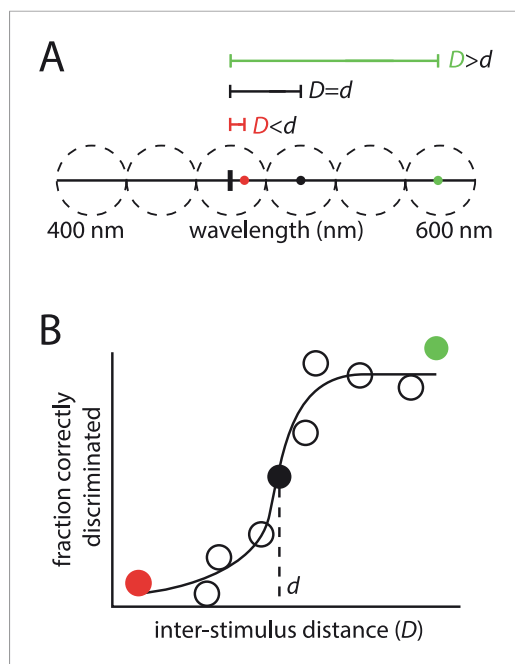 A
D>d
D=d
D<d
400 nm
wavelength (nm)
600 nm
B
fraction correctly
discriminated
d
inter-stimulus distance (D)